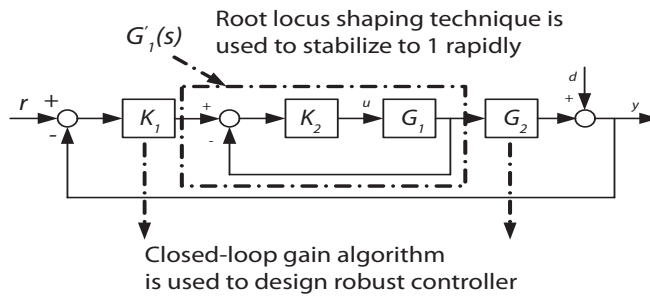 Root locus shaping technique is
used to stabilize to 1 rapidly
G'₁(s)
r + - K₁ + - K₂ u G₁ G₂ + d y
Closed-loop gain algorithm
is used to design robust controller